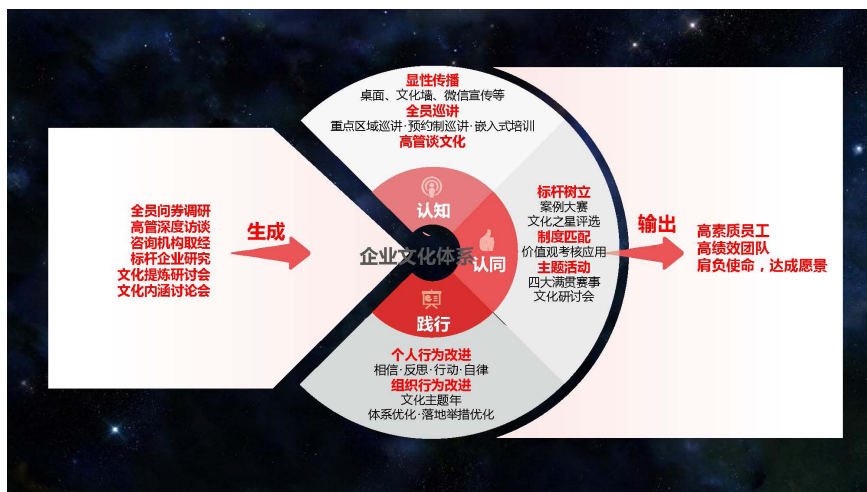 全员问券调研
高管深度访谈
咨询机构取经
标杆企业研究
文化提炼研讨会
文化内涵讨论会
生成
显性传播
桌面、文化墙、微信宣传等
全员巡讲
重点区域巡讲·预约制巡讲·嵌入式培训
高管谈文化
认知
企业文化体系
认同
践行
标杆树立
案例大赛
文化之星评选
制度匹配
价值观考核应用
主题活动
四大满贯赛事
文化研讨会
个人行为改进
相信·反思·行动·自律
组织行为改进
文化主题年
体系优化·落地举措优化
输出
高素质员工
高绩效团队
肩负使命，达成愿景